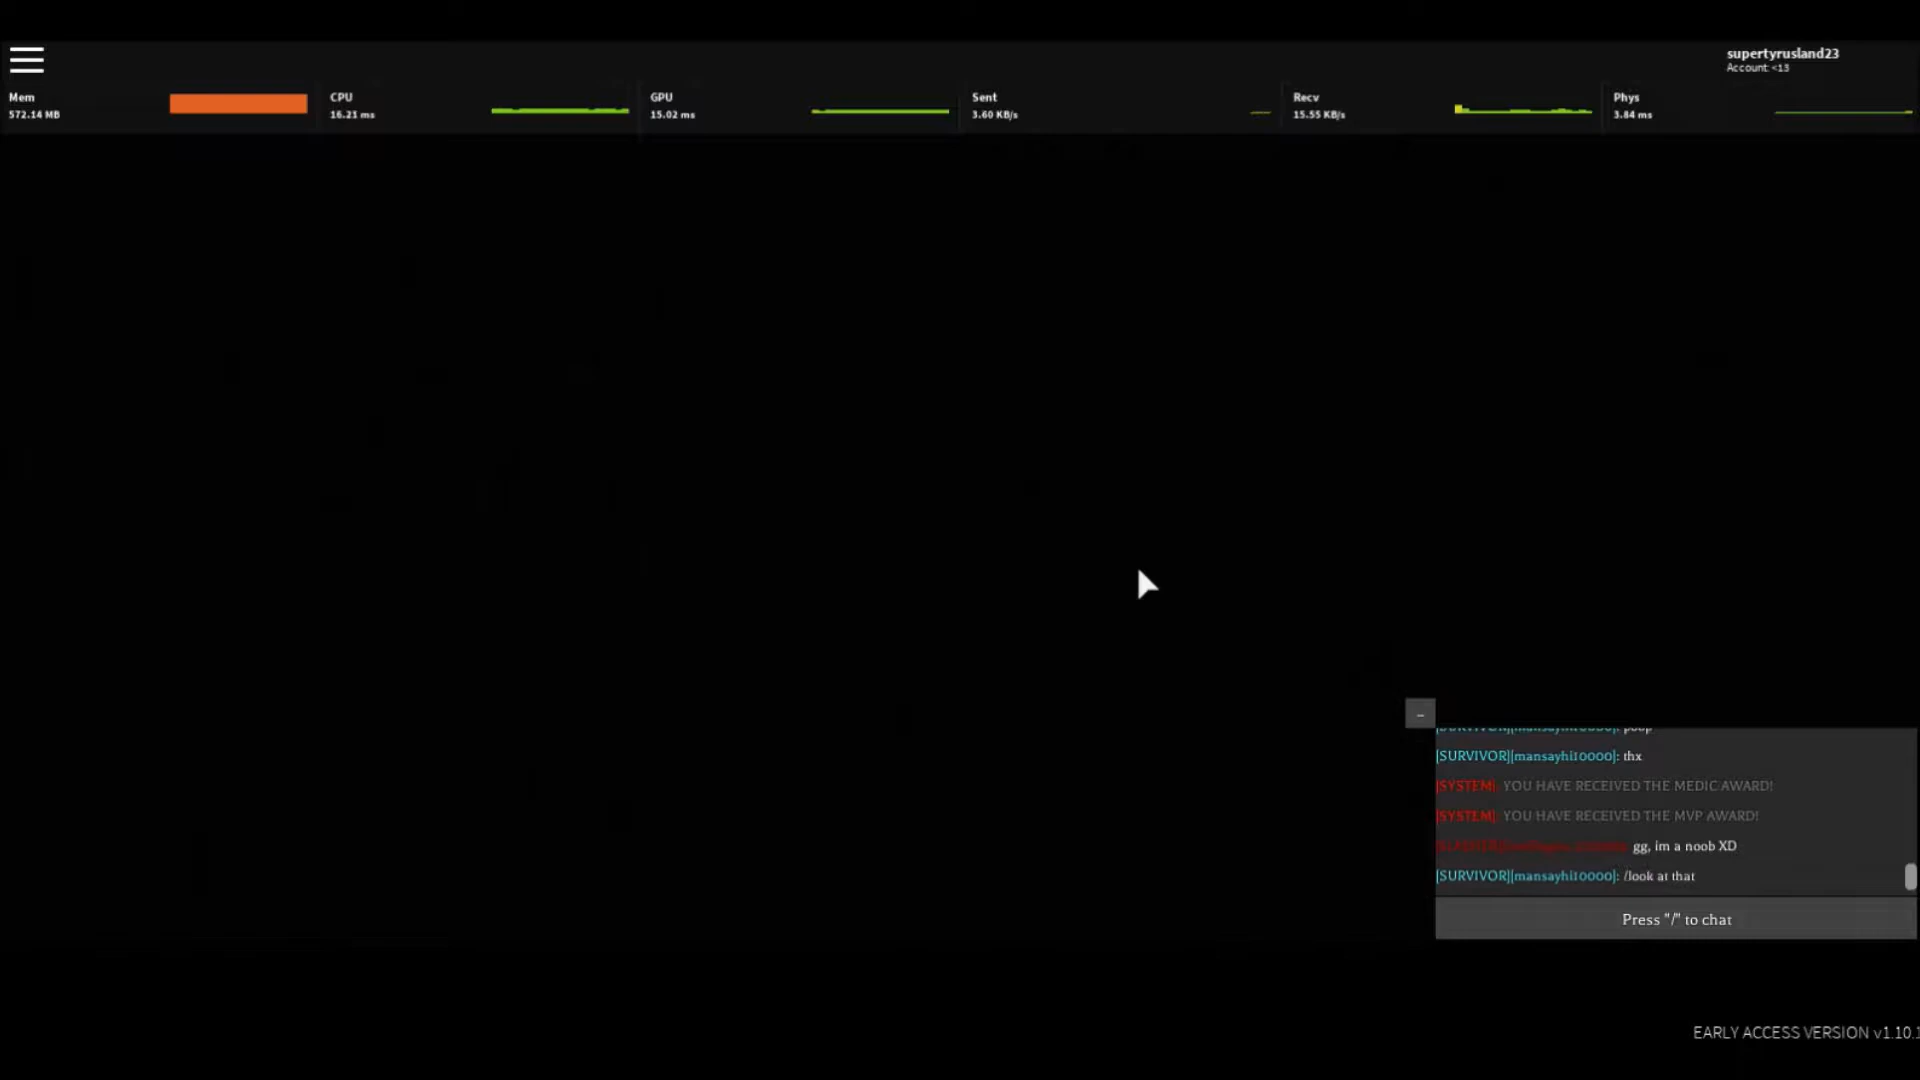 supertyrusland23
Account: <13
Mem
572.14 MB
CPU
16.21 ms
GPU
15.02 ms
Sent
3.60 KB/s
Recv
15.55 KB/s
Phys
3.84 ms
-
poop
[SURVIVOR][mansayhi10000]: thx
[SYSTEM]: YOU HAVE RECEIVED THE MEDIC AWARD!
[SYSTEM]: YOU HAVE RECEIVED THE MVP AWARD!
gg, im a noob XD
[SURVIVOR][mansayhi10000]: /look at that
Press "/" to chat
EARLY ACCESS VERSION v1.10.1